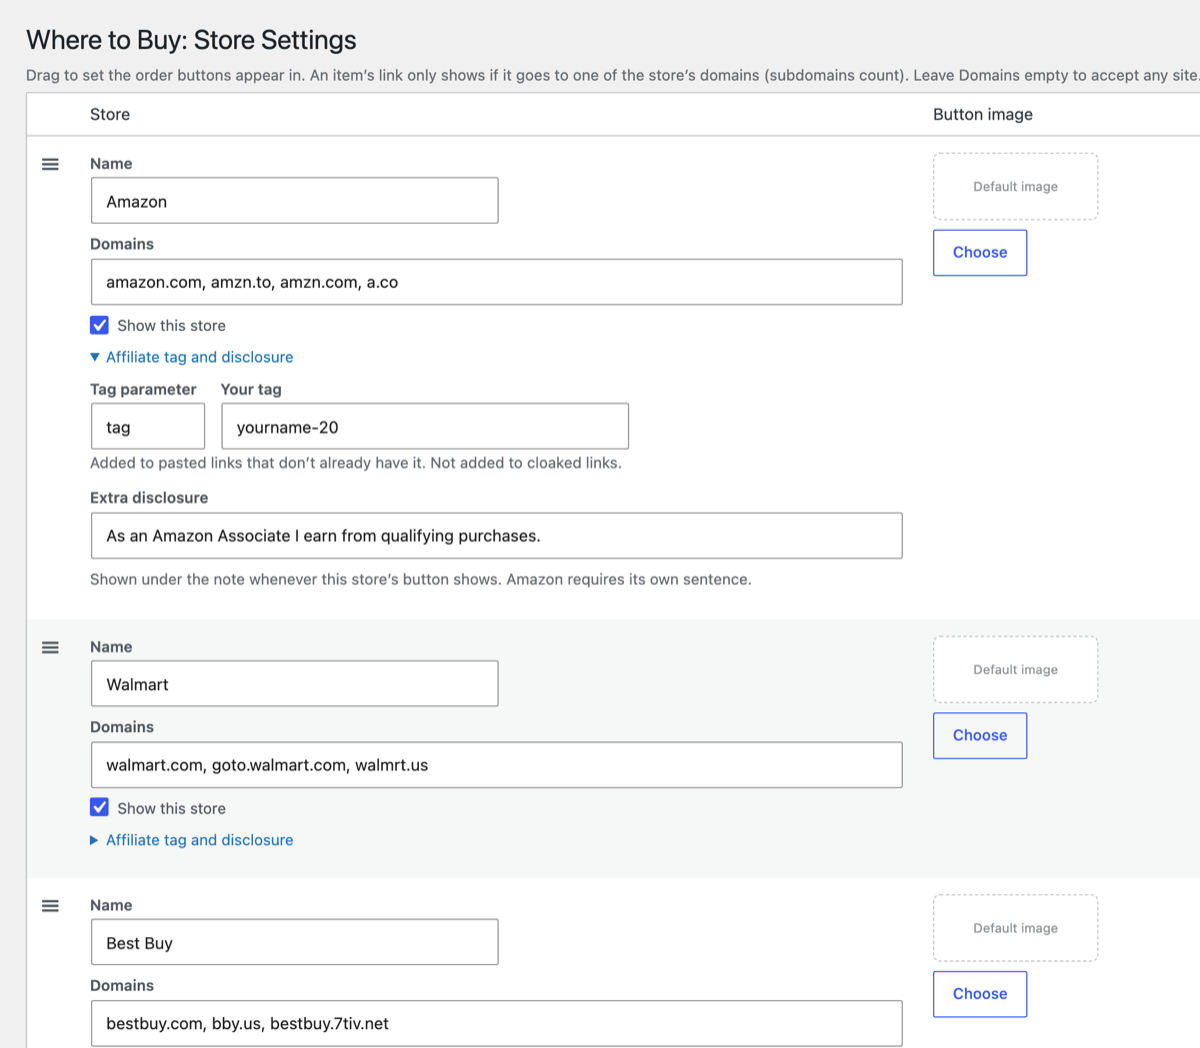 Where to Buy: Store Settings
Drag to set the order buttons appear in. An item’s link only shows if it goes to one of the store’s domains (subdomains count). Leave Domains empty to accept any site.
Store
Button image
Name
Amazon
Default image
Choose
Domains
amazon.com, amzn.to, amzn.com, a.co
Show this store
Affiliate tag and disclosure
Tag parameter
Your tag
tag
yourname-20
Added to pasted links that don’t already have it. Not added to cloaked links.
Extra disclosure
As an Amazon Associate I earn from qualifying purchases.
Shown under the note whenever this store’s button shows. Amazon requires its own sentence.
Name
Walmart
Default image
Choose
Domains
walmart.com, goto.walmart.com, walmrt.us
Show this store
Affiliate tag and disclosure
Name
Best Buy
Default image
Choose
Domains
bestbuy.com, bby.us, bestbuy.7tiv.net